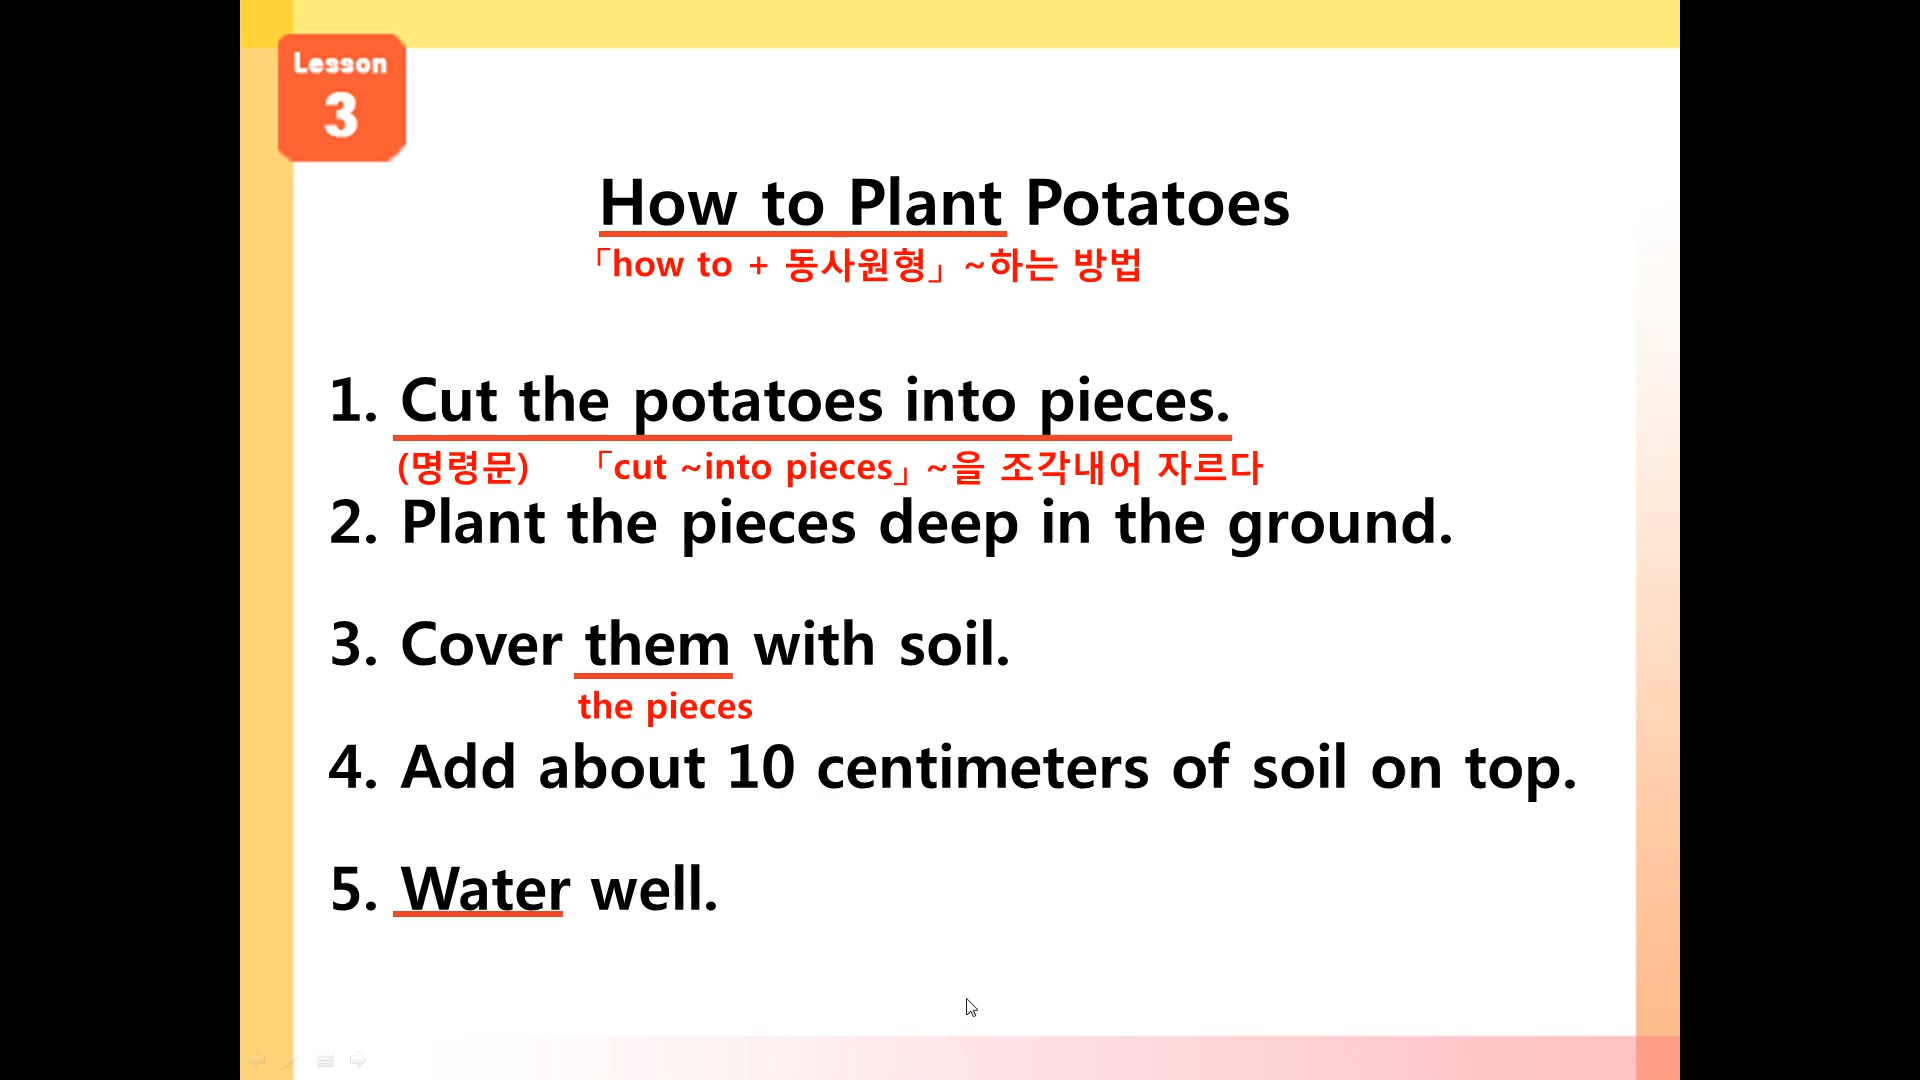 Lesson
3
How to Plant Potatoes
「how to + 동사원형」~하는 방법
1. Cut the potatoes into pieces.
(명령문) 「cut ~into pieces」~을 조각내어 자르다
2. Plant the pieces deep in the ground.
3. Cover them with soil.
the pieces
4. Add about 10 centimeters of soil on top.
5. Water well.